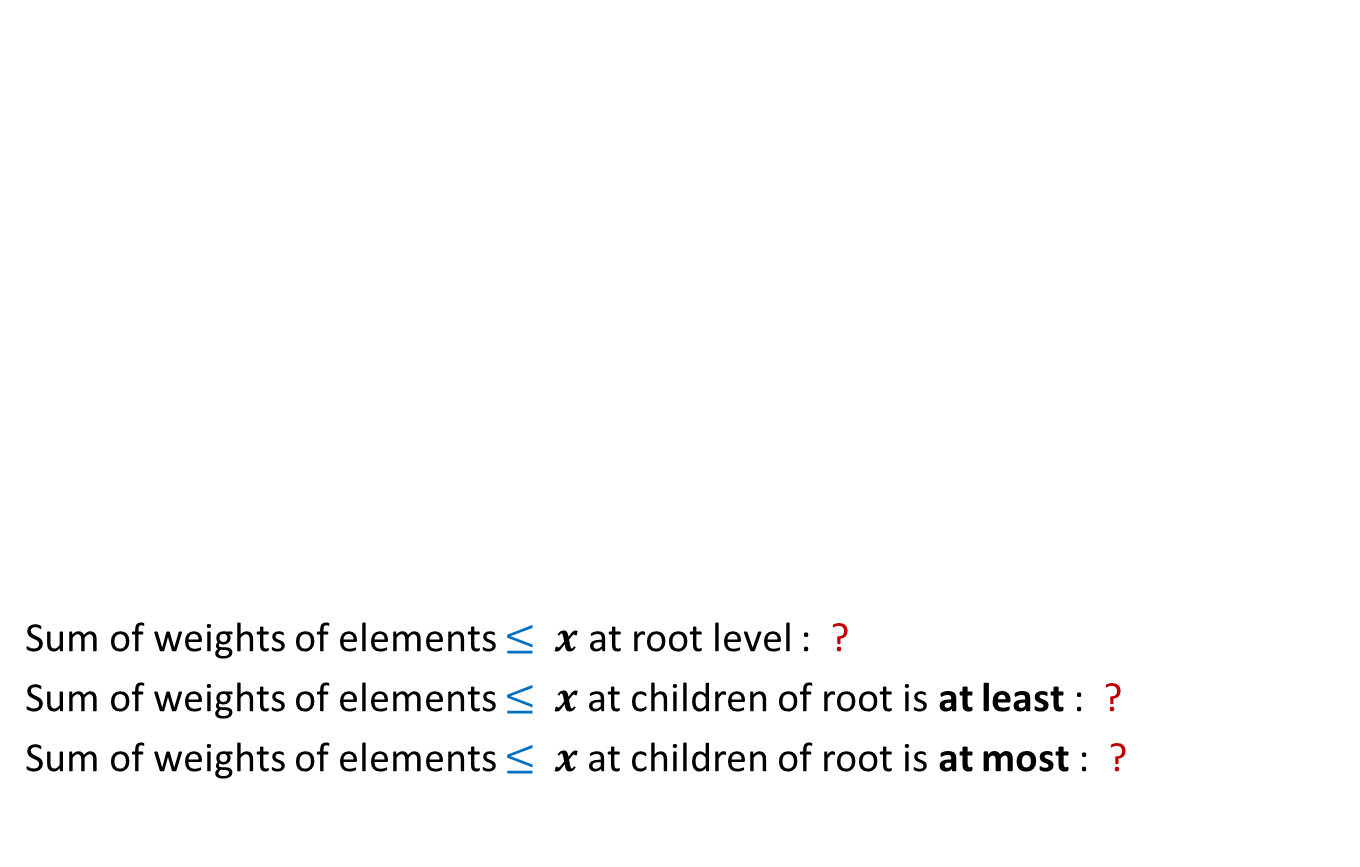 Sum of weights of elements ≤ x at root level : ?
Sum of weights of elements ≤ x at children of root is at least : ?
Sum of weights of elements ≤ x at children of root is at most : ?